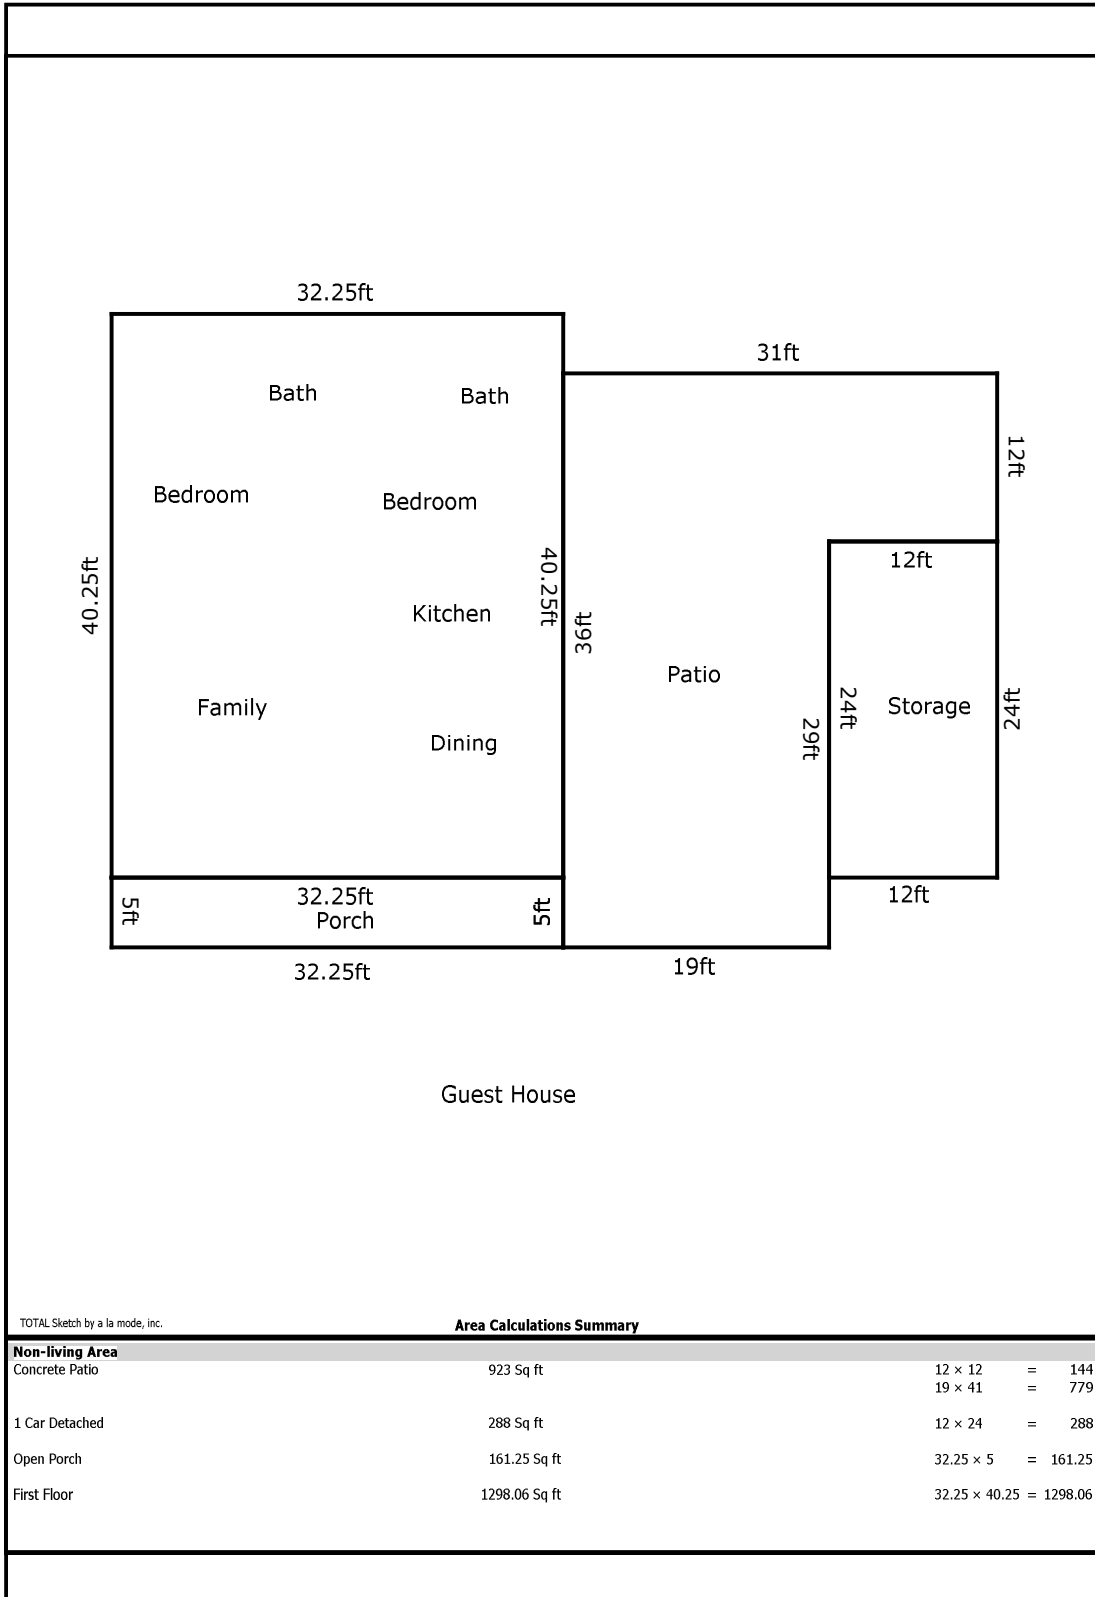 32.25ft
31ft
Bath
Bath
12ft
Bedroom
Bedroom
40.25ft
40.25ft
12ft
Kitchen
36ft
Patio
Family
24ft
Storage
24ft
29ft
Dining
32.25ft
5ft
5ft
12ft
Porch
32.25ft
19ft
Guest House
TOTAL Sketch by a la mode, inc.
Area Calculations Summary
Non-living Area
Concrete Patio 923 Sq ft 12 × 12 = 144
19 × 41 = 779
1 Car Detached 288 Sq ft 12 × 24 = 288
Open Porch 161.25 Sq ft 32.25 × 5 = 161.25
First Floor 1298.06 Sq ft 32.25 × 40.25 = 1298.06